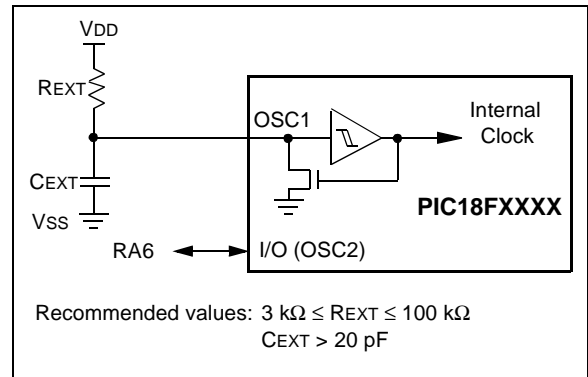 VDD
REXT
OSC1
Internal
Clock
CEXT
VSS
PIC18FXXXX
RA6
I/O (OSC2)
Recommended values: 3 kΩ ≤ REXT ≤ 100 kΩ
CEXT > 20 pF